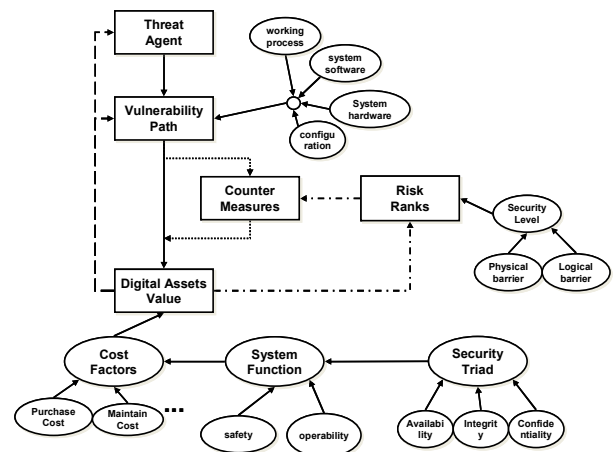 Threat
Agent
working
process
system
software
System
hardware
configu
ration
Vulnerability
Path
Counter
Measures
Risk
Ranks
Security
Level
Physical
barrier
Logical
barrier
Digital Assets
Value
Cost
Factors
System
Function
Security
Triad
Purchase
Cost
Maintain
Cost
...
safety
operability
Availabi
lity
Integrit
y
Confide
ntiality